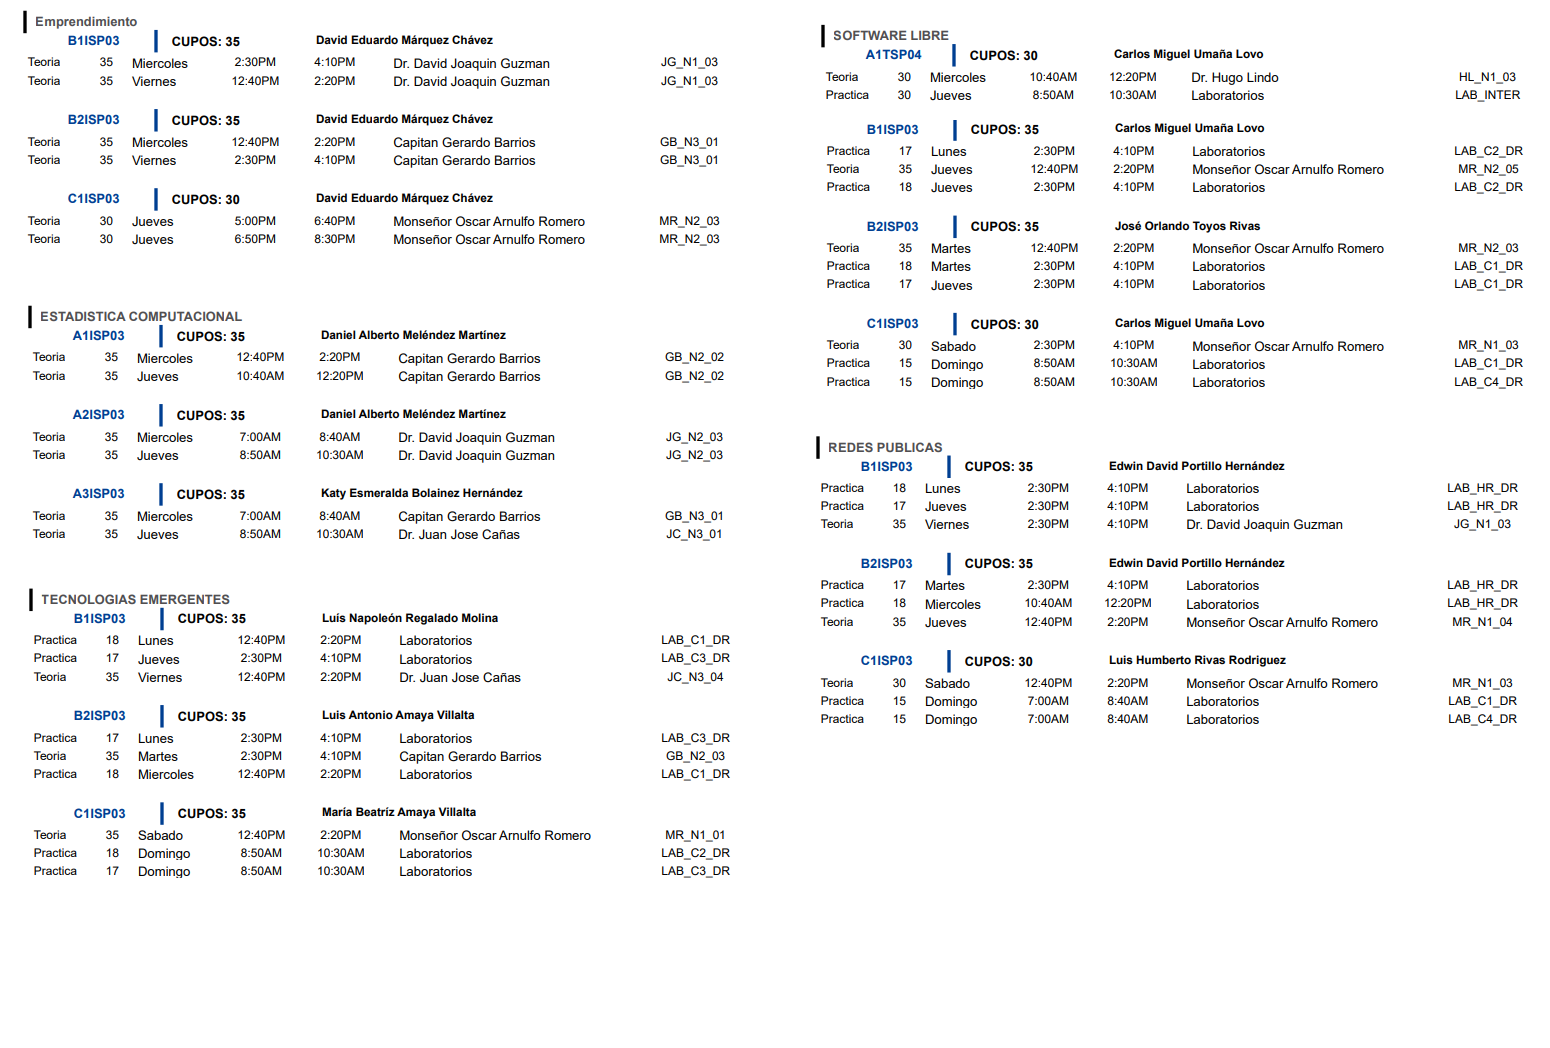 Emprendimiento
B1ISP03 CUPOS: 35 David Eduardo Márquez Chávez
Teoria 35 Miercoles 2:30PM 4:10PM Dr. David Joaquin Guzman JG_N1_03
Teoria 35 Viernes 12:40PM 2:20PM Dr. David Joaquin Guzman JG_N1_03
B2ISP03 CUPOS: 35 David Eduardo Márquez Chávez
Teoria 35 Miercoles 12:40PM 2:20PM Capitan Gerardo Barrios GB_N3_01
Teoria 35 Viernes 2:30PM 4:10PM Capitan Gerardo Barrios GB_N3_01
C1ISP03 CUPOS: 30 David Eduardo Márquez Chávez
Teoria 30 Jueves 5:00PM 6:40PM Monseñor Oscar Arnulfo Romero MR_N2_03
Teoria 30 Jueves 6:50PM 8:30PM Monseñor Oscar Arnulfo Romero MR_N2_03
ESTADISTICA COMPUTACIONAL
A1ISP03 CUPOS: 35 Daniel Alberto Meléndez Martínez
Teoria 35 Miercoles 12:40PM 2:20PM Capitan Gerardo Barrios GB_N2_02
Teoria 35 Jueves 10:40AM 12:20PM Capitan Gerardo Barrios GB_N2_02
A2ISP03 CUPOS: 35 Daniel Alberto Meléndez Martínez
Teoria 35 Miercoles 7:00AM 8:40AM Dr. David Joaquin Guzman JG_N2_03
Teoria 35 Jueves 8:50AM 10:30AM Dr. David Joaquin Guzman JG_N2_03
A3ISP03 CUPOS: 35 Katy Esmeralda Bolainez Hernández
Teoria 35 Miercoles 7:00AM 8:40AM Capitan Gerardo Barrios GB_N3_01
Teoria 35 Jueves 8:50AM 10:30AM Dr. Juan Jose Cañas JC_N3_01
TECNOLOGIAS EMERGENTES
B1ISP03 CUPOS: 35 Luís Napoleón Regalado Molina
Practica 18 Lunes 12:40PM 2:20PM Laboratorios LAB_C1_DR
Practica 17 Jueves 2:30PM 4:10PM Laboratorios LAB_C3_DR
Teoria 35 Viernes 12:40PM 2:20PM Dr. Juan Jose Cañas JC_N3_04
B2ISP03 CUPOS: 35 Luis Antonio Amaya Villalta
Practica 17 Lunes 2:30PM 4:10PM Laboratorios LAB_C3_DR
Teoria 35 Martes 2:30PM 4:10PM Capitan Gerardo Barrios GB_N2_03
Practica 18 Miercoles 12:40PM 2:20PM Laboratorios LAB_C1_DR
C1ISP03 CUPOS: 35 María Beatríz Amaya Villalta
Teoria 35 Sabado 12:40PM 2:20PM Monseñor Oscar Arnulfo Romero MR_N1_01
Practica 18 Domingo 8:50AM 10:30AM Laboratorios LAB_C2_DR
Practica 17 Domingo 8:50AM 10:30AM Laboratorios LAB_C3_DR
SOFTWARE LIBRE
A1TSP04 CUPOS: 30 Carlos Miguel Umaña Lovo
Teoria 30 Miercoles 10:40AM 12:20PM Dr. Hugo Lindo HL_N1_03
Practica 30 Jueves 8:50AM 10:30AM Laboratorios LAB_INTER
B1ISP03 CUPOS: 35 Carlos Miguel Umaña Lovo
Practica 17 Lunes 2:30PM 4:10PM Laboratorios LAB_C2_DR
Teoria 35 Jueves 12:40PM 2:20PM Monseñor Oscar Arnulfo Romero MR_N2_05
Practica 18 Jueves 2:30PM 4:10PM Laboratorios LAB_C2_DR
B2ISP03 CUPOS: 35 José Orlando Toyos Rivas
Teoria 35 Martes 12:40PM 2:20PM Monseñor Oscar Arnulfo Romero MR_N2_03
Practica 18 Martes 2:30PM 4:10PM Laboratorios LAB_C1_DR
Practica 17 Jueves 2:30PM 4:10PM Laboratorios LAB_C1_DR
C1ISP03 CUPOS: 30 Carlos Miguel Umaña Lovo
Teoria 30 Sabado 2:30PM 4:10PM Monseñor Oscar Arnulfo Romero MR_N1_03
Practica 15 Domingo 8:50AM 10:30AM Laboratorios LAB_C1_DR
Practica 15 Domingo 8:50AM 10:30AM Laboratorios LAB_C4_DR
REDES PUBLICAS
B1ISP03 CUPOS: 35 Edwin David Portillo Hernández
Practica 18 Lunes 2:30PM 4:10PM Laboratorios LAB_HR_DR
Practica 17 Jueves 2:30PM 4:10PM Laboratorios LAB_HR_DR
Teoria 35 Viernes 2:30PM 4:10PM Dr. David Joaquin Guzman JG_N1_03
B2ISP03 CUPOS: 35 Edwin David Portillo Hernández
Practica 17 Martes 2:30PM 4:10PM Laboratorios LAB_HR_DR
Practica 18 Miercoles 10:40AM 12:20PM Laboratorios LAB_HR_DR
Teoria 35 Jueves 12:40PM 2:20PM Monseñor Oscar Arnulfo Romero MR_N1_04
C1ISP03 CUPOS: 30 Luis Humberto Rivas Rodriguez
Teoria 30 Sabado 12:40PM 2:20PM Monseñor Oscar Arnulfo Romero MR_N1_03
Practica 15 Domingo 7:00AM 8:40AM Laboratorios LAB_C1_DR
Practica 15 Domingo 7:00AM 8:40AM Laboratorios LAB_C4_DR